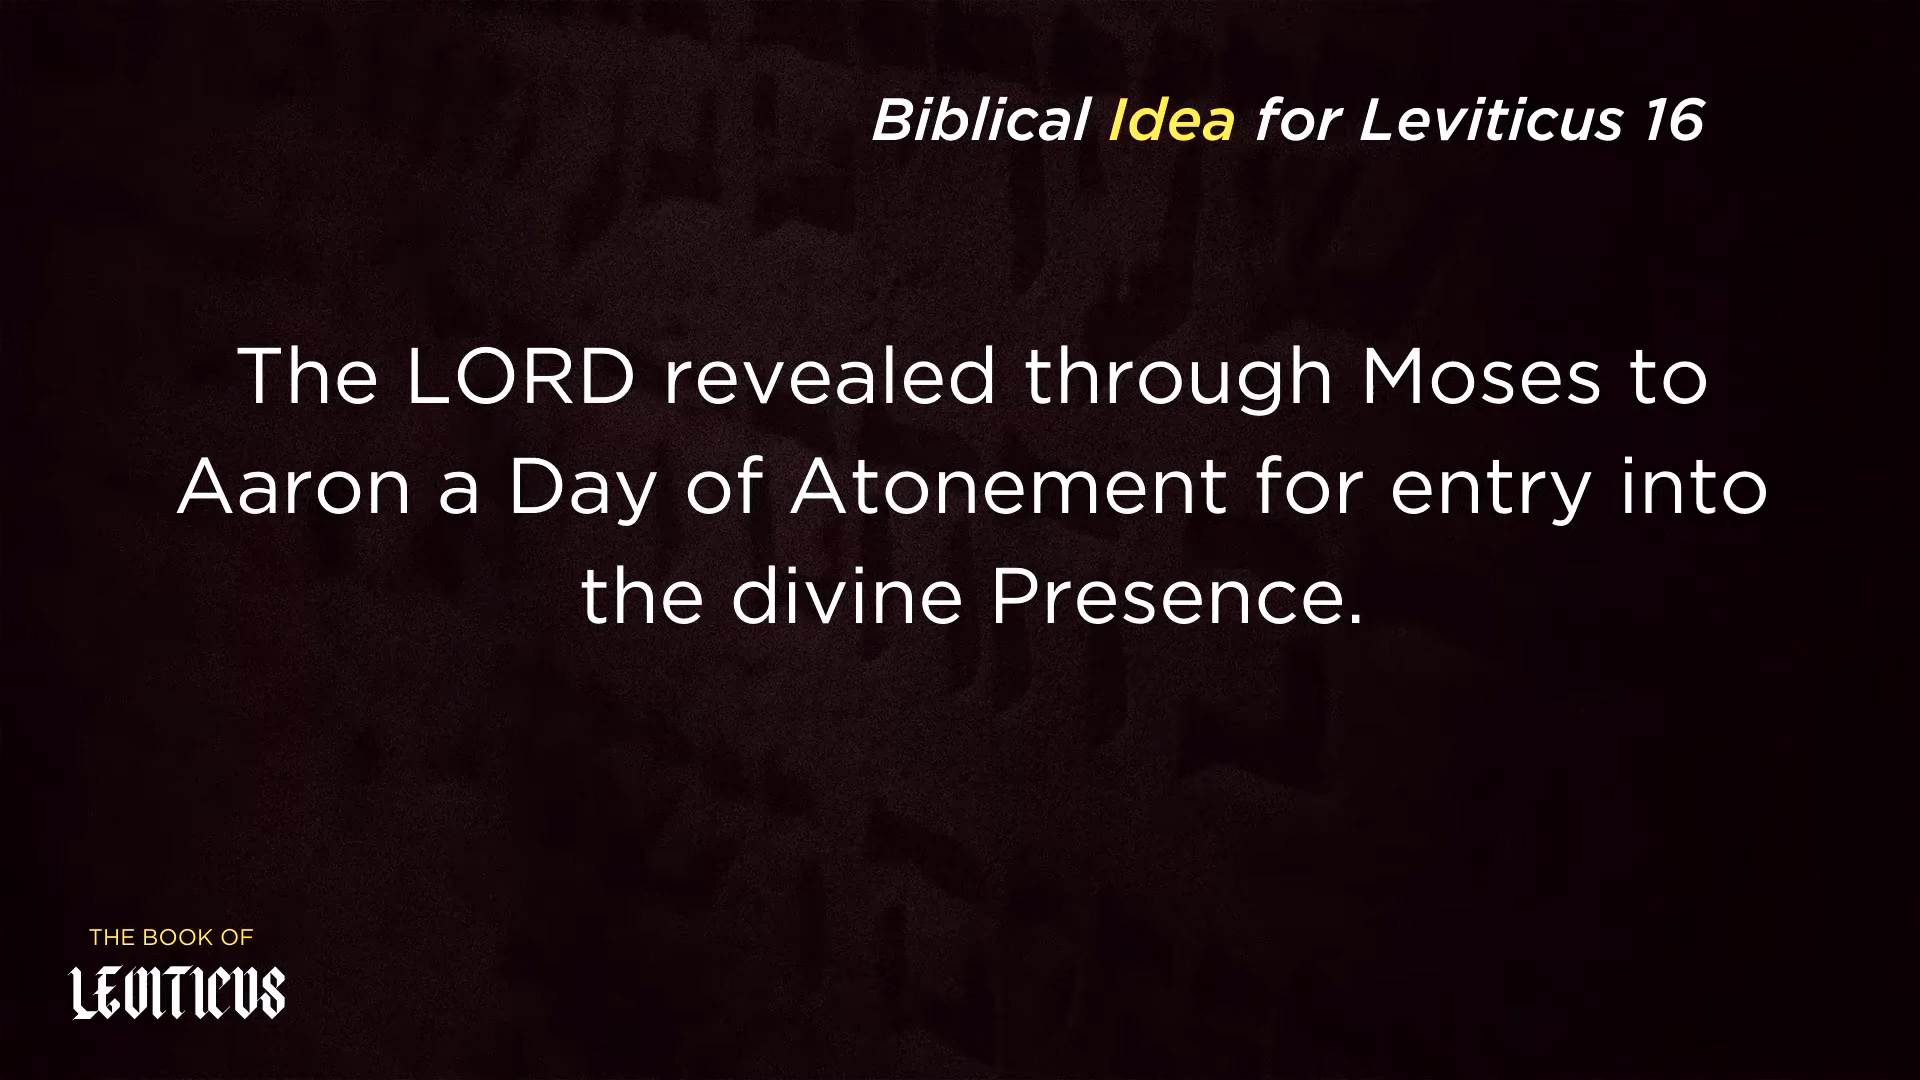 Biblical Idea for Leviticus 16
The LORD revealed through Moses to
Aaron a Day of Atonement for entry into
the divine Presence.
THE BOOK OF
LEVITICUS